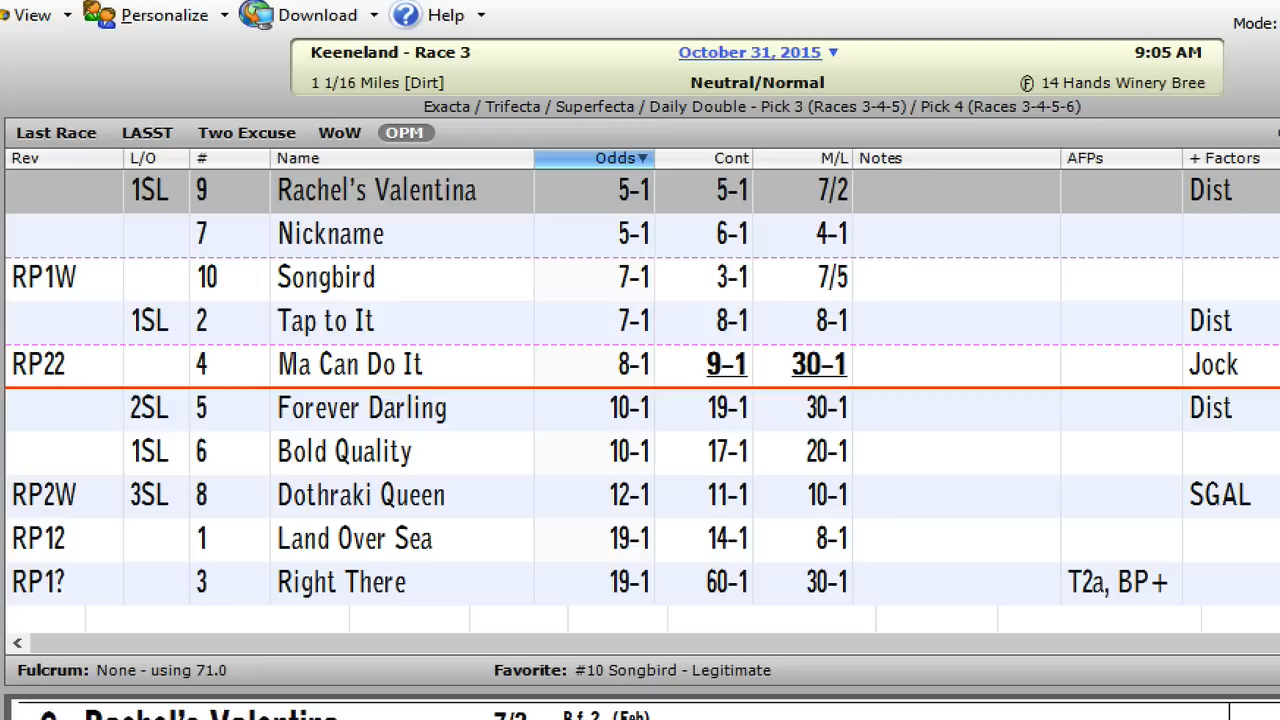 View Personalize Download Help
Mode:
Keeneland - Race 3 October 31, 2015 9:05 AM
1 1/16 Miles [Dirt] Neutral/Normal Ⓕ 14 Hands Winery Bree
Exacta / Trifecta / Superfecta / Daily Double - Pick 3 (Races 3-4-5) / Pick 4 (Races 3-4-5-6)
Last Race LASST Two Excuse WoW OPM
Rev L/O # Name Odds Cont M/L Notes AFPs + Factors
1SL 9 Rachel's Valentina 5-1 5-1 7/2 Dist
7 Nickname 5-1 6-1 4-1
RP1W 10 Songbird 7-1 3-1 7/5
1SL 2 Tap to It 7-1 8-1 8-1 Dist
RP22 4 Ma Can Do It 8-1 9-1 30-1 Jock
2SL 5 Forever Darling 10-1 19-1 30-1 Dist
1SL 6 Bold Quality 10-1 17-1 20-1
RP2W 3SL 8 Dothraki Queen 12-1 11-1 10-1 SGAL
RP12 1 Land Over Sea 19-1 14-1 8-1
RP1? 3 Right There 19-1 60-1 30-1 T2a, BP+
Fulcrum: None - using 71.0 Favorite: #10 Songbird - Legitimate
Rachel's Valentina 7/2 B f 2 (Feb)